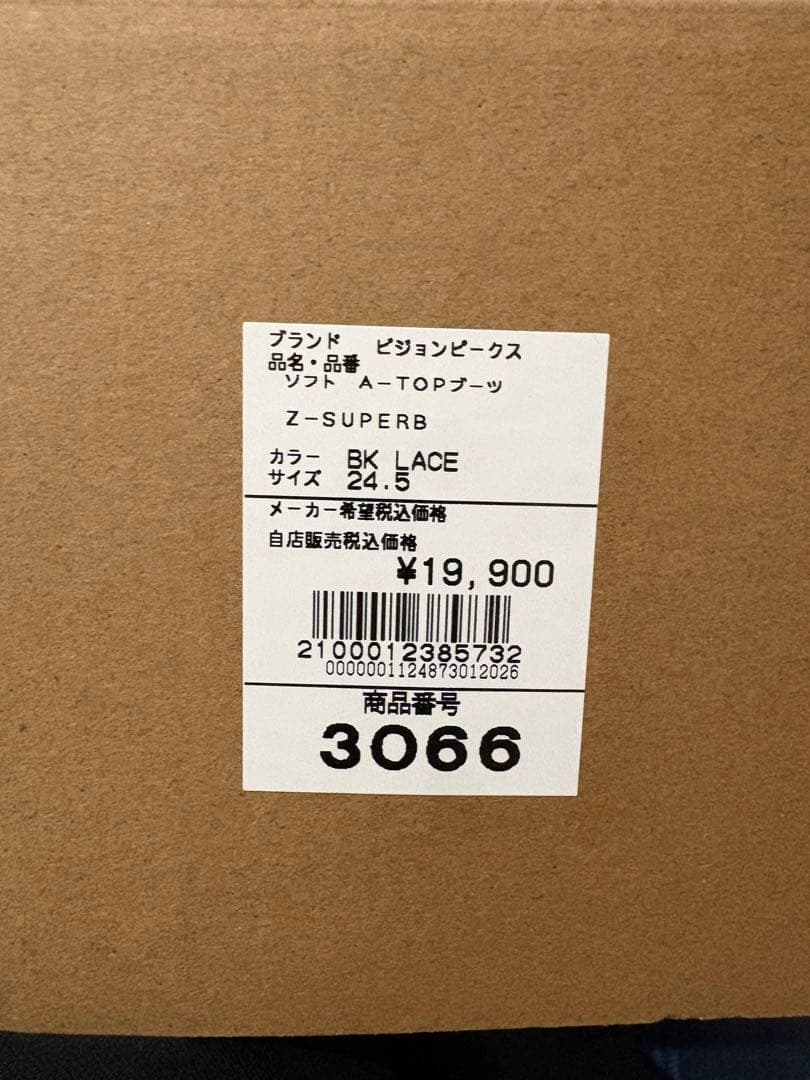 ブランド ビジョンピークス
品名・品番
ソフト A-TOPブーツ
Z-SUPERB
カラー BK LACE
サイズ 24.5
メーカー希望税込価格
自店販売税込価格
¥19,900
2100012385732
0000001124873012026
商品番号
3066